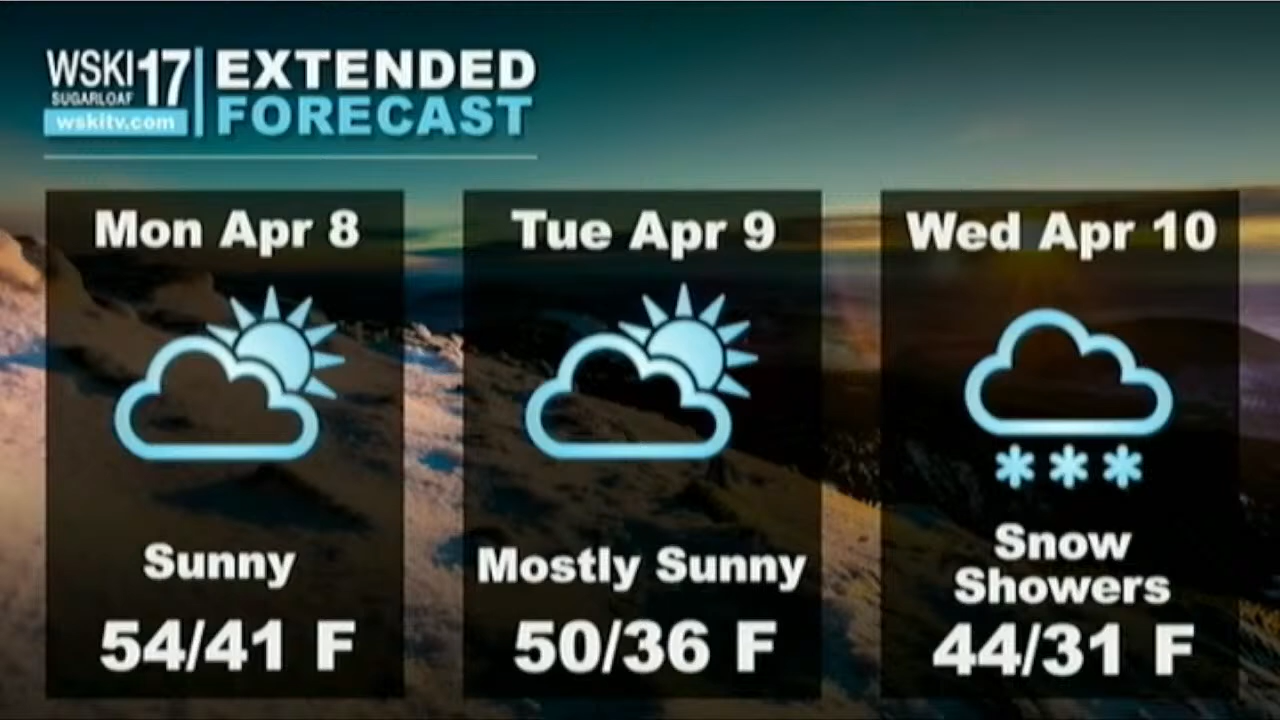 WSKI 17
SUGARLOAF
wskitv.com
EXTENDED
FORECAST
Mon Apr 8
Sunny
54/41 F
Tue Apr 9
Mostly Sunny
50/36 F
Wed Apr 10
Snow
Showers
44/31 F